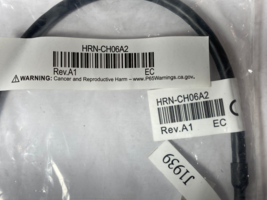 HRN-CH06A2
Rev.A1 EC
WARNING: Cancer and Reproductive Harm - www.P65Warnings.ca.gov.
HRN-CH06A2
Rev.A1 EC
J1939